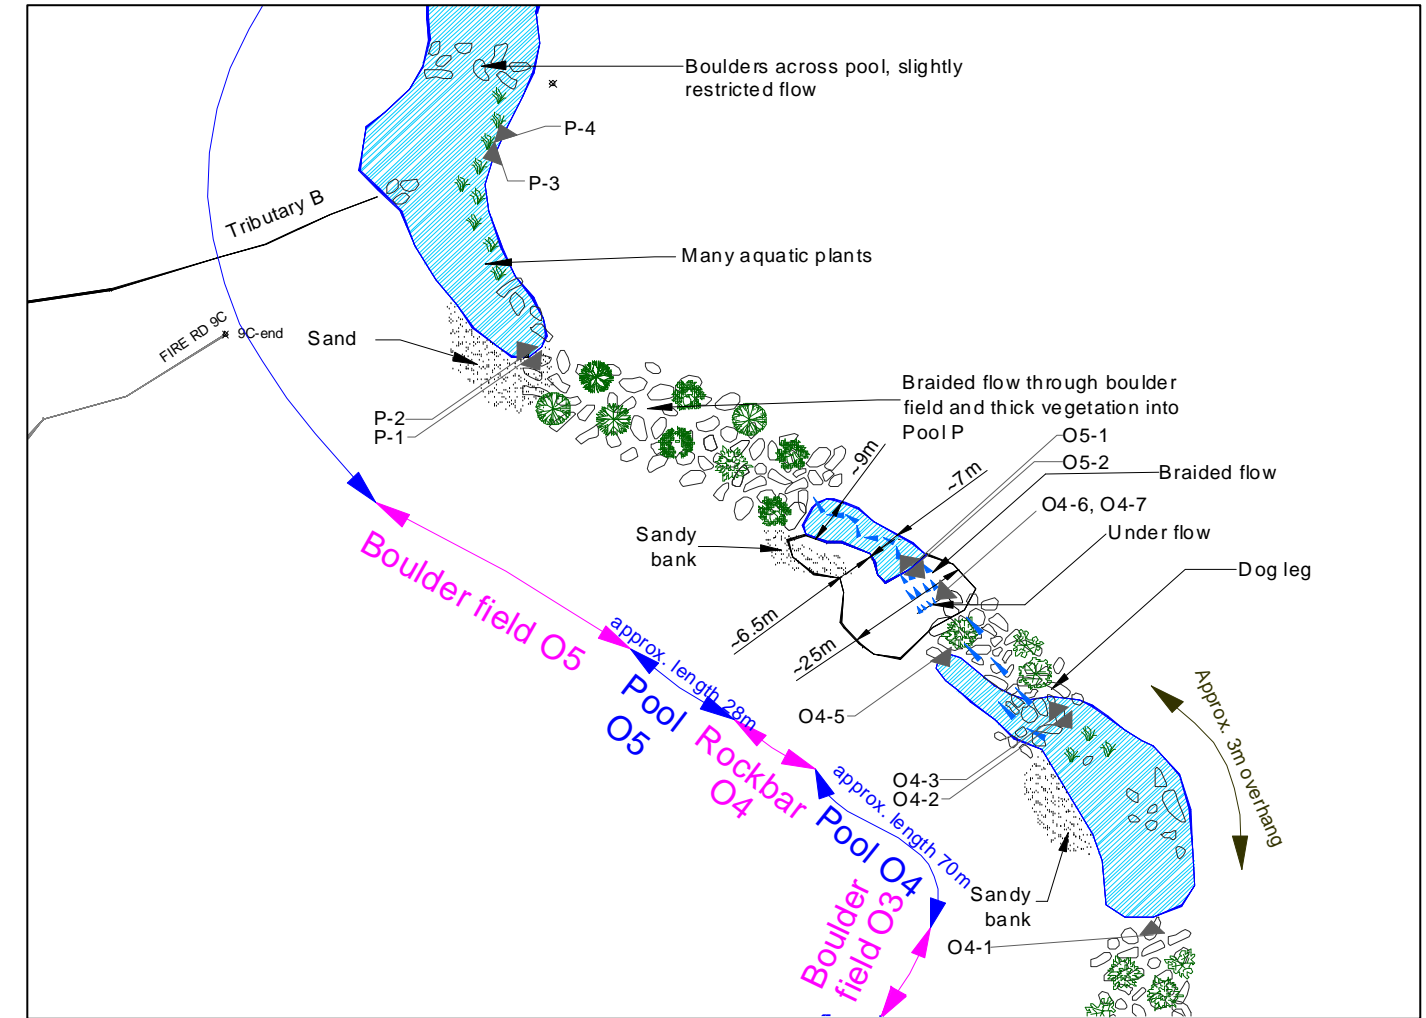 Boulders across pool, slightly
restricted flow
P-4
P-3
Tributary B
Many aquatic plants
FIRE RD 9C
9C-end
Sand
P-2
P-1
Braided flow through boulder
field and thick vegetation into
Pool P
O5-1
O5-2
Braided flow
O4-6, O4-7
Under flow
Dog leg
~9m
~7m
Sandy
bank
~6.5m
~25m
O4-5
Boulder field O5
approx. length 28m
Pool
O5
Rockbar
O4
approx. length 70m
Pool O4
Boulder
field O3
O4-3
O4-2
Approx. 3m overhang
Sandy
bank
O4-1